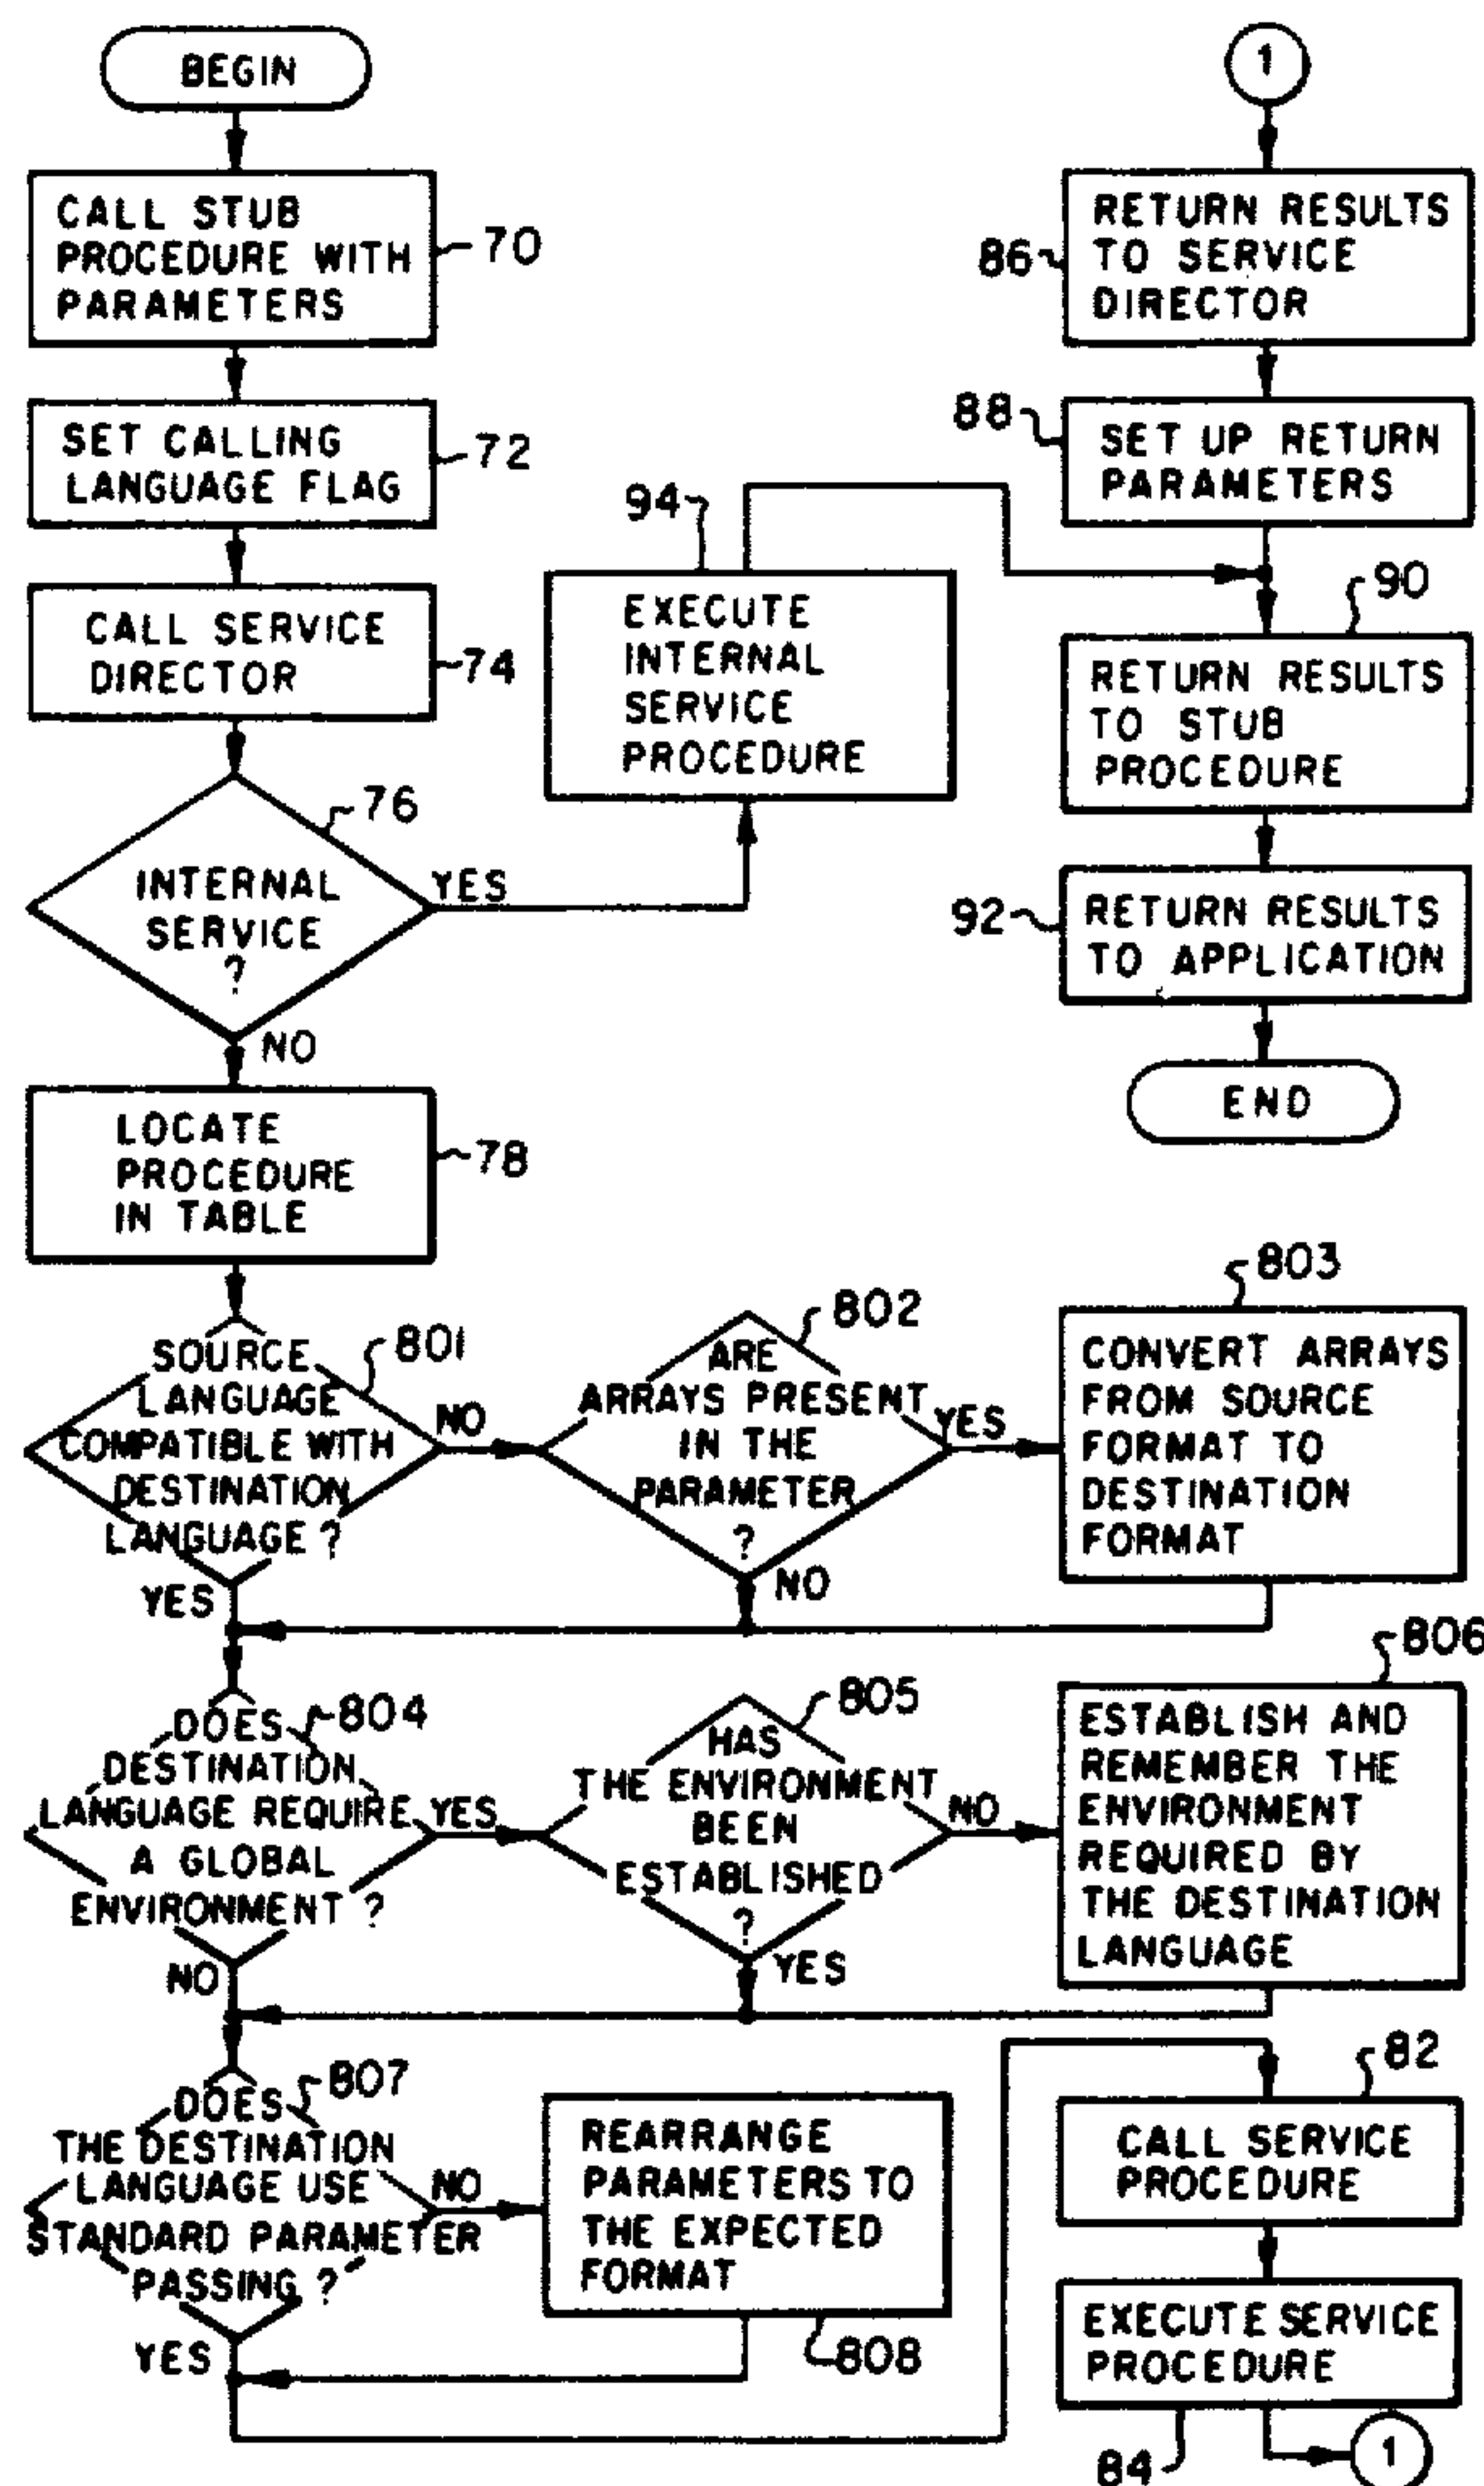 BEGIN
CALL STUB
PROCEDURE WITH
PARAMETERS
70
SET CALLING
LANGUAGE FLAG
72
CALL SERVICE
DIRECTOR
74
76
INTERNAL
SERVICE
?
YES
NO
94
EXECUTE
INTERNAL
SERVICE
PROCEDURE
LOCATE
PROCEDURE
IN TABLE
78
801
SOURCE
LANGUAGE
COMPATIBLE WITH
DESTINATION
LANGUAGE ?
NO
YES
802
ARE
ARRAYS PRESENT
IN THE
PARAMETER
?
YES
NO
803
CONVERT ARRAYS
FROM SOURCE
FORMAT TO
DESTINATION
FORMAT
804
DOES
DESTINATION
LANGUAGE REQUIRE
A GLOBAL
ENVIRONMENT ?
YES
NO
805
HAS
THE ENVIRONMENT
BEEN
ESTABLISHED
?
NO
YES
806
ESTABLISH AND
REMEMBER THE
ENVIRONMENT
REQUIRED BY
THE DESTINATION
LANGUAGE
807
DOES
THE DESTINATION
LANGUAGE USE
STANDARD PARAMETER
PASSING ?
NO
YES
REARRANGE
PARAMETERS TO
THE EXPECTED
FORMAT
808
82
CALL SERVICE
PROCEDURE
EXECUTE SERVICE
PROCEDURE
84
1
1
86
RETURN RESULTS
TO SERVICE
DIRECTOR
88
SET UP RETURN
PARAMETERS
90
RETURN RESULTS
TO STUB
PROCEDURE
92
RETURN RESULTS
TO APPLICATION
END